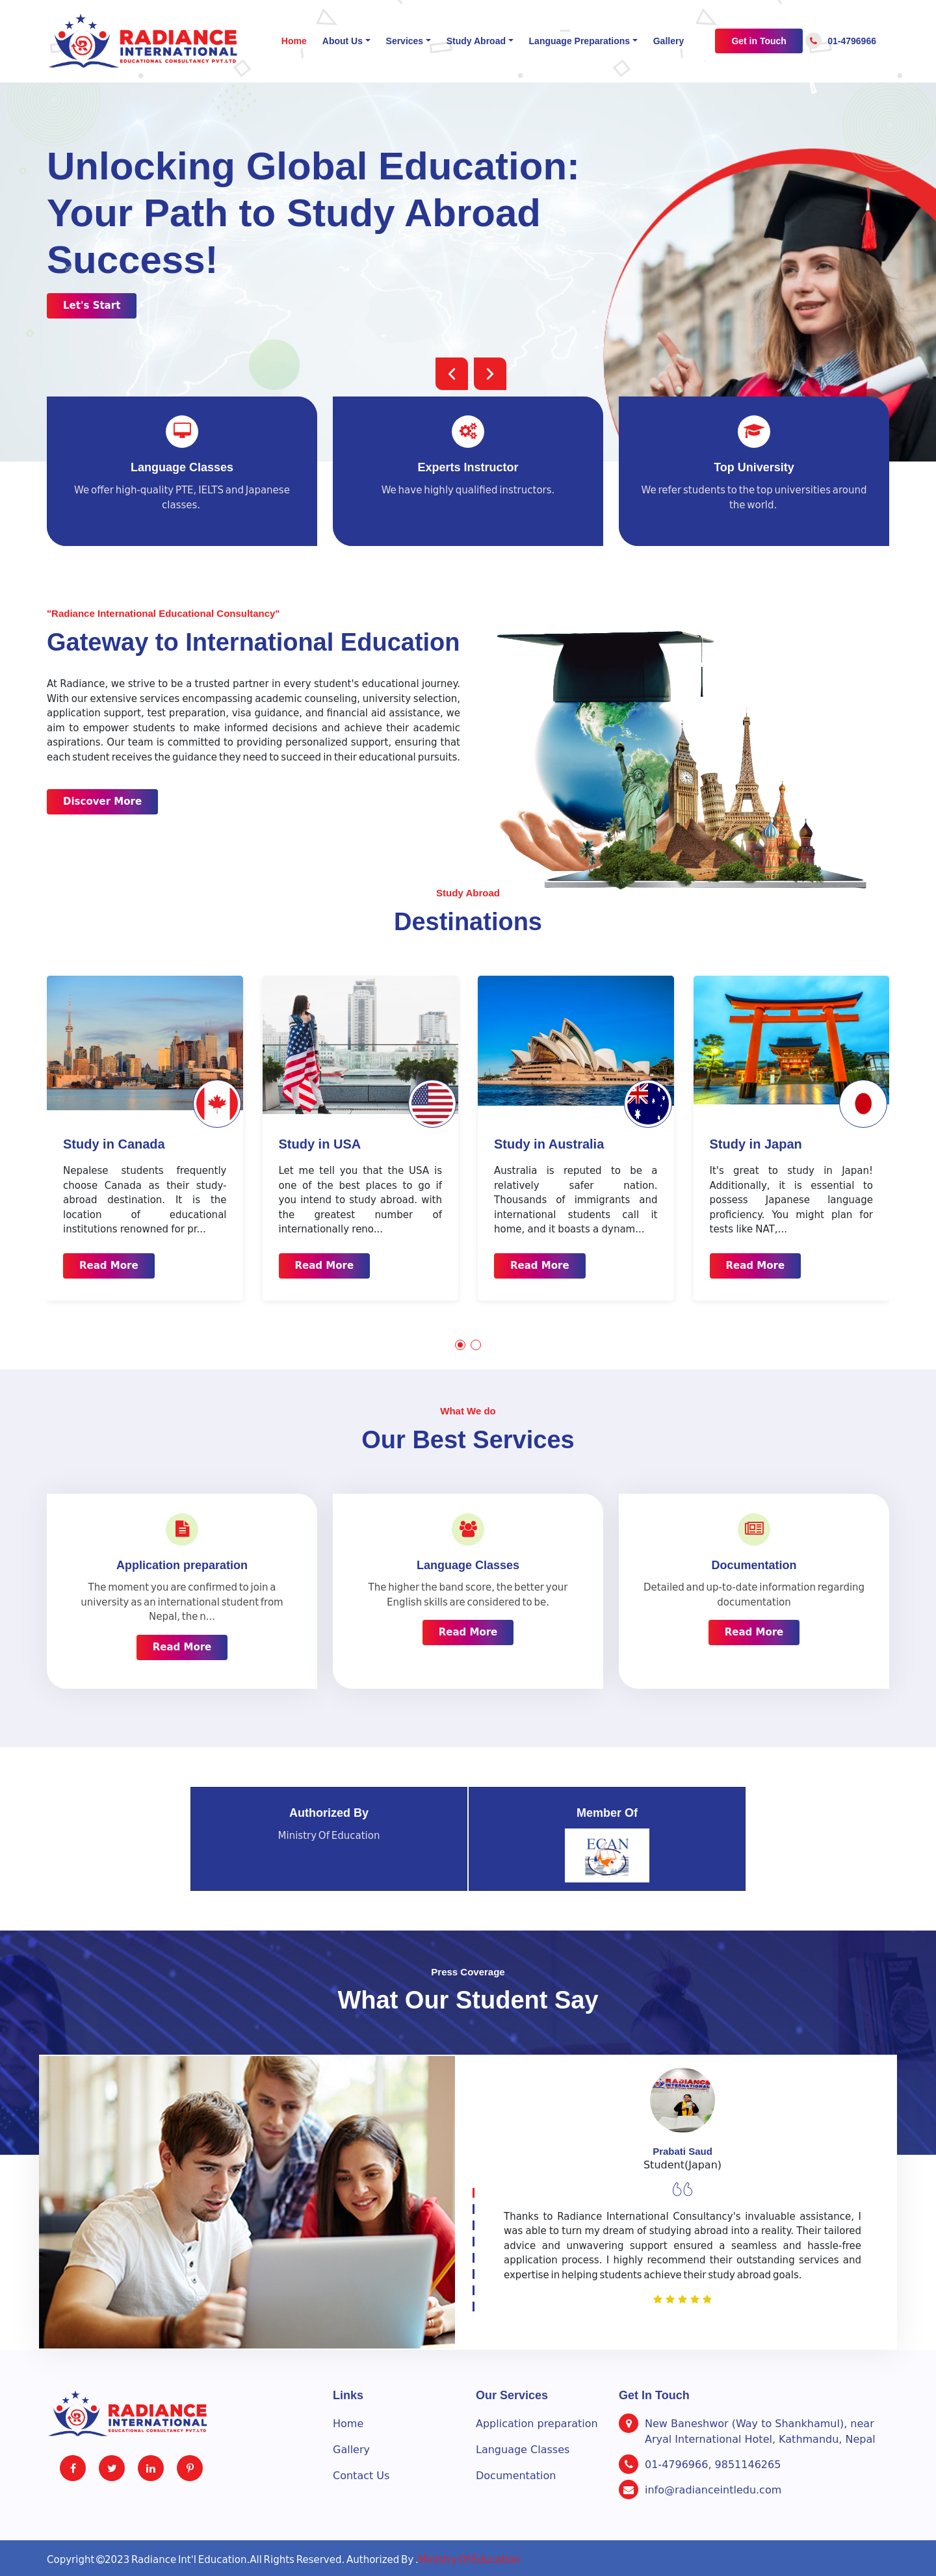 RADIANCE
INTERNATIONAL
EDUCATIONAL CONSULTANCY PVT.LTD
Home
About Us
Services
Study Abroad
Language Preparations
Gallery
Get in Touch
01-4796966
Unlocking Global Education:
Your Path to Study Abroad
Success!
Let's Start
Language Classes
We offer high-quality PTE, IELTS and Japanese
classes.
Experts Instructor
We have highly qualified instructors.
Top University
We refer students to the top universities around
the world.
"Radiance International Educational Consultancy"
Gateway to International Education
At Radiance, we strive to be a trusted partner in every student's educational journey.
With our extensive services encompassing academic counseling, university selection,
application support, test preparation, visa guidance, and financial aid assistance, we
aim to empower students to make informed decisions and achieve their academic
aspirations. Our team is committed to providing personalized support, ensuring that
each student receives the guidance they need to succeed in their educational pursuits.
Discover More
Study Abroad
Destinations
Study in Canada
Nepalese students frequently
choose Canada as their study-
abroad destination. It is the
location of educational
institutions renowned for pr...
Read More
Study in USA
Let me tell you that the USA is
one of the best places to go if
you intend to study abroad. with
the greatest number of
internationally reno...
Read More
Study in Australia
Australia is reputed to be a
relatively safer nation.
Thousands of immigrants and
international students call it
home, and it boasts a dynam...
Read More
Study in Japan
It's great to study in Japan!
Additionally, it is essential to
possess Japanese language
proficiency. You might plan for
tests like NAT,...
Read More
What We do
Our Best Services
Application preparation
The moment you are confirmed to join a
university as an international student from
Nepal, the n...
Read More
Language Classes
The higher the band score, the better your
English skills are considered to be.
Read More
Documentation
Detailed and up-to-date information regarding
documentation
Read More
Authorized By
Ministry Of Education
Member Of
ECAN
Press Coverage
What Our Student Say
RADIANCE
INTERNATIONAL
Prabati Saud
Student(Japan)
Thanks to Radiance International Consultancy's invaluable assistance, I
was able to turn my dream of studying abroad into a reality. Their tailored
advice and unwavering support ensured a seamless and hassle-free
application process. I highly recommend their outstanding services and
expertise in helping students achieve their study abroad goals.
RADIANCE
INTERNATIONAL
EDUCATIONAL CONSULTANCY PVT.LTD
Links
Home
Gallery
Contact Us
Our Services
Application preparation
Language Classes
Documentation
Get In Touch
New Baneshwor (Way to Shankhamul), near
Aryal International Hotel, Kathmandu, Nepal
01-4796966, 9851146265
info@radianceintledu.com
Copyright ©2023 Radiance Int'l Education.All Rights Reserved. Authorized By . Ministry Of Education